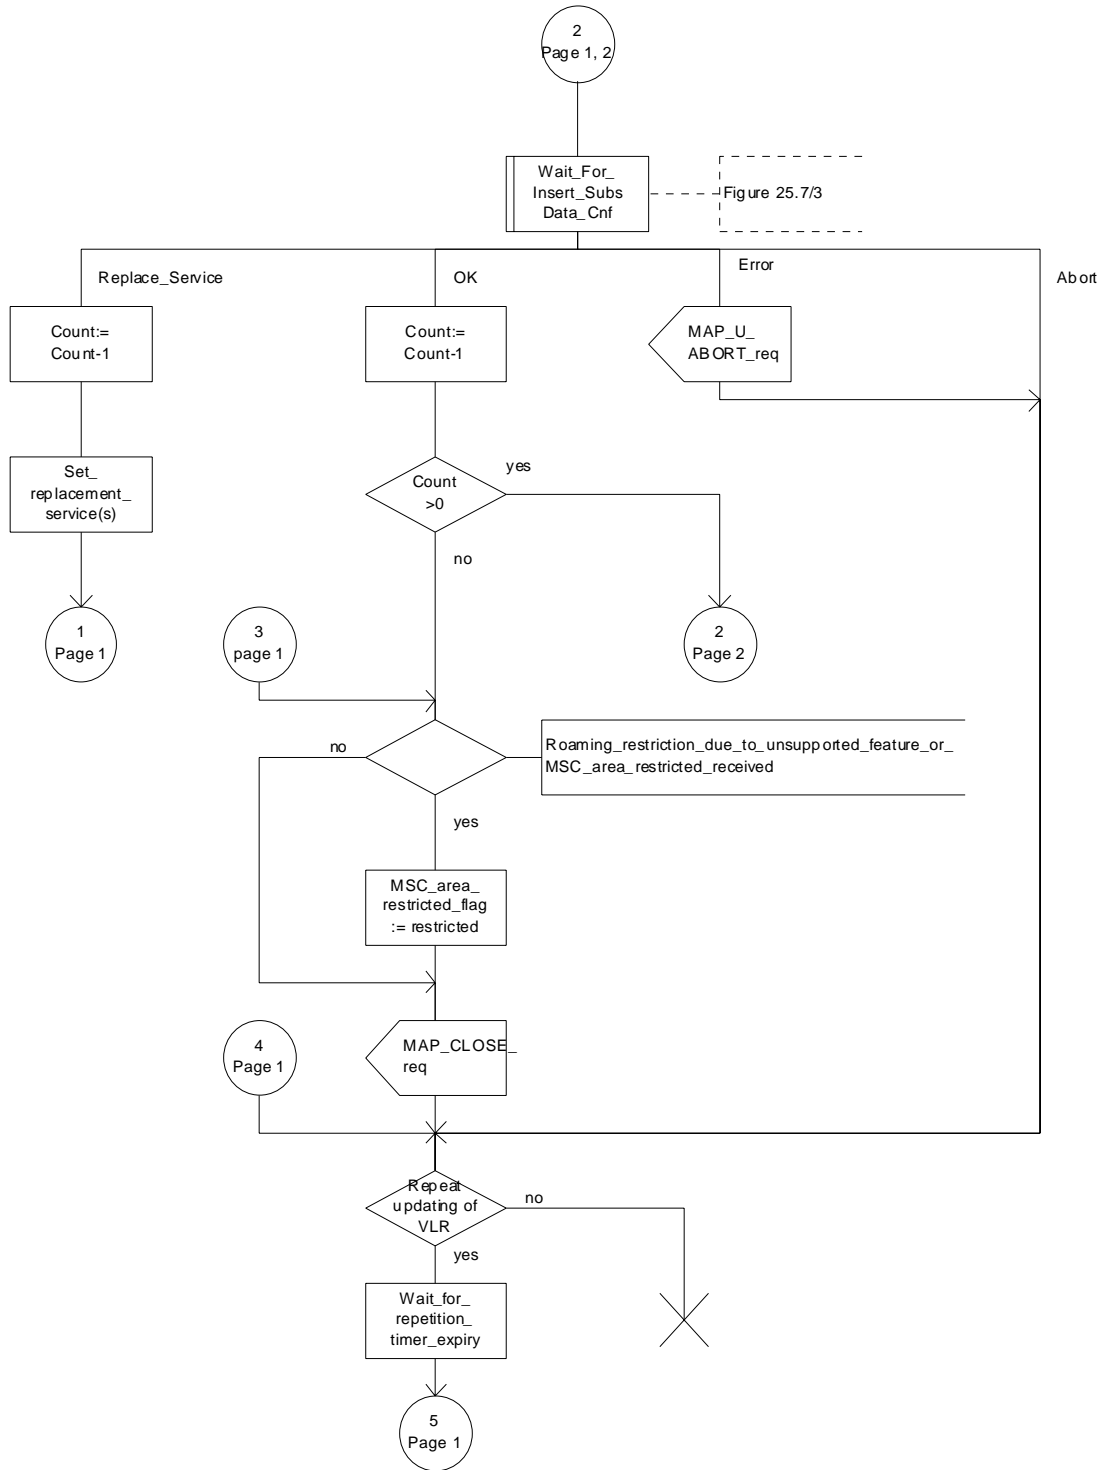 2
Page 1, 2
Wait_For_
Insert_Subs
Data_Cnf
Figure 25.7/3
Replace_Service
OK
Error
Abort
Count:=
Count-1
Count:=
Count-1
MAP_U_
ABORT_req
Set_
replacement_
service(s)
Count
>0
yes
no
1
Page 1
3
page 1
2
Page 2
no
Roaming_restriction_due_to_unsupported_feature_or_
MSC_area_restricted_received
yes
MSC_area_
restricted_flag
:= restricted
4
Page 1
MAP_CLOSE_
req
Repeat
updating of
VLR
no
yes
Wait_for_
repetition_
timer_expiry
5
Page 1